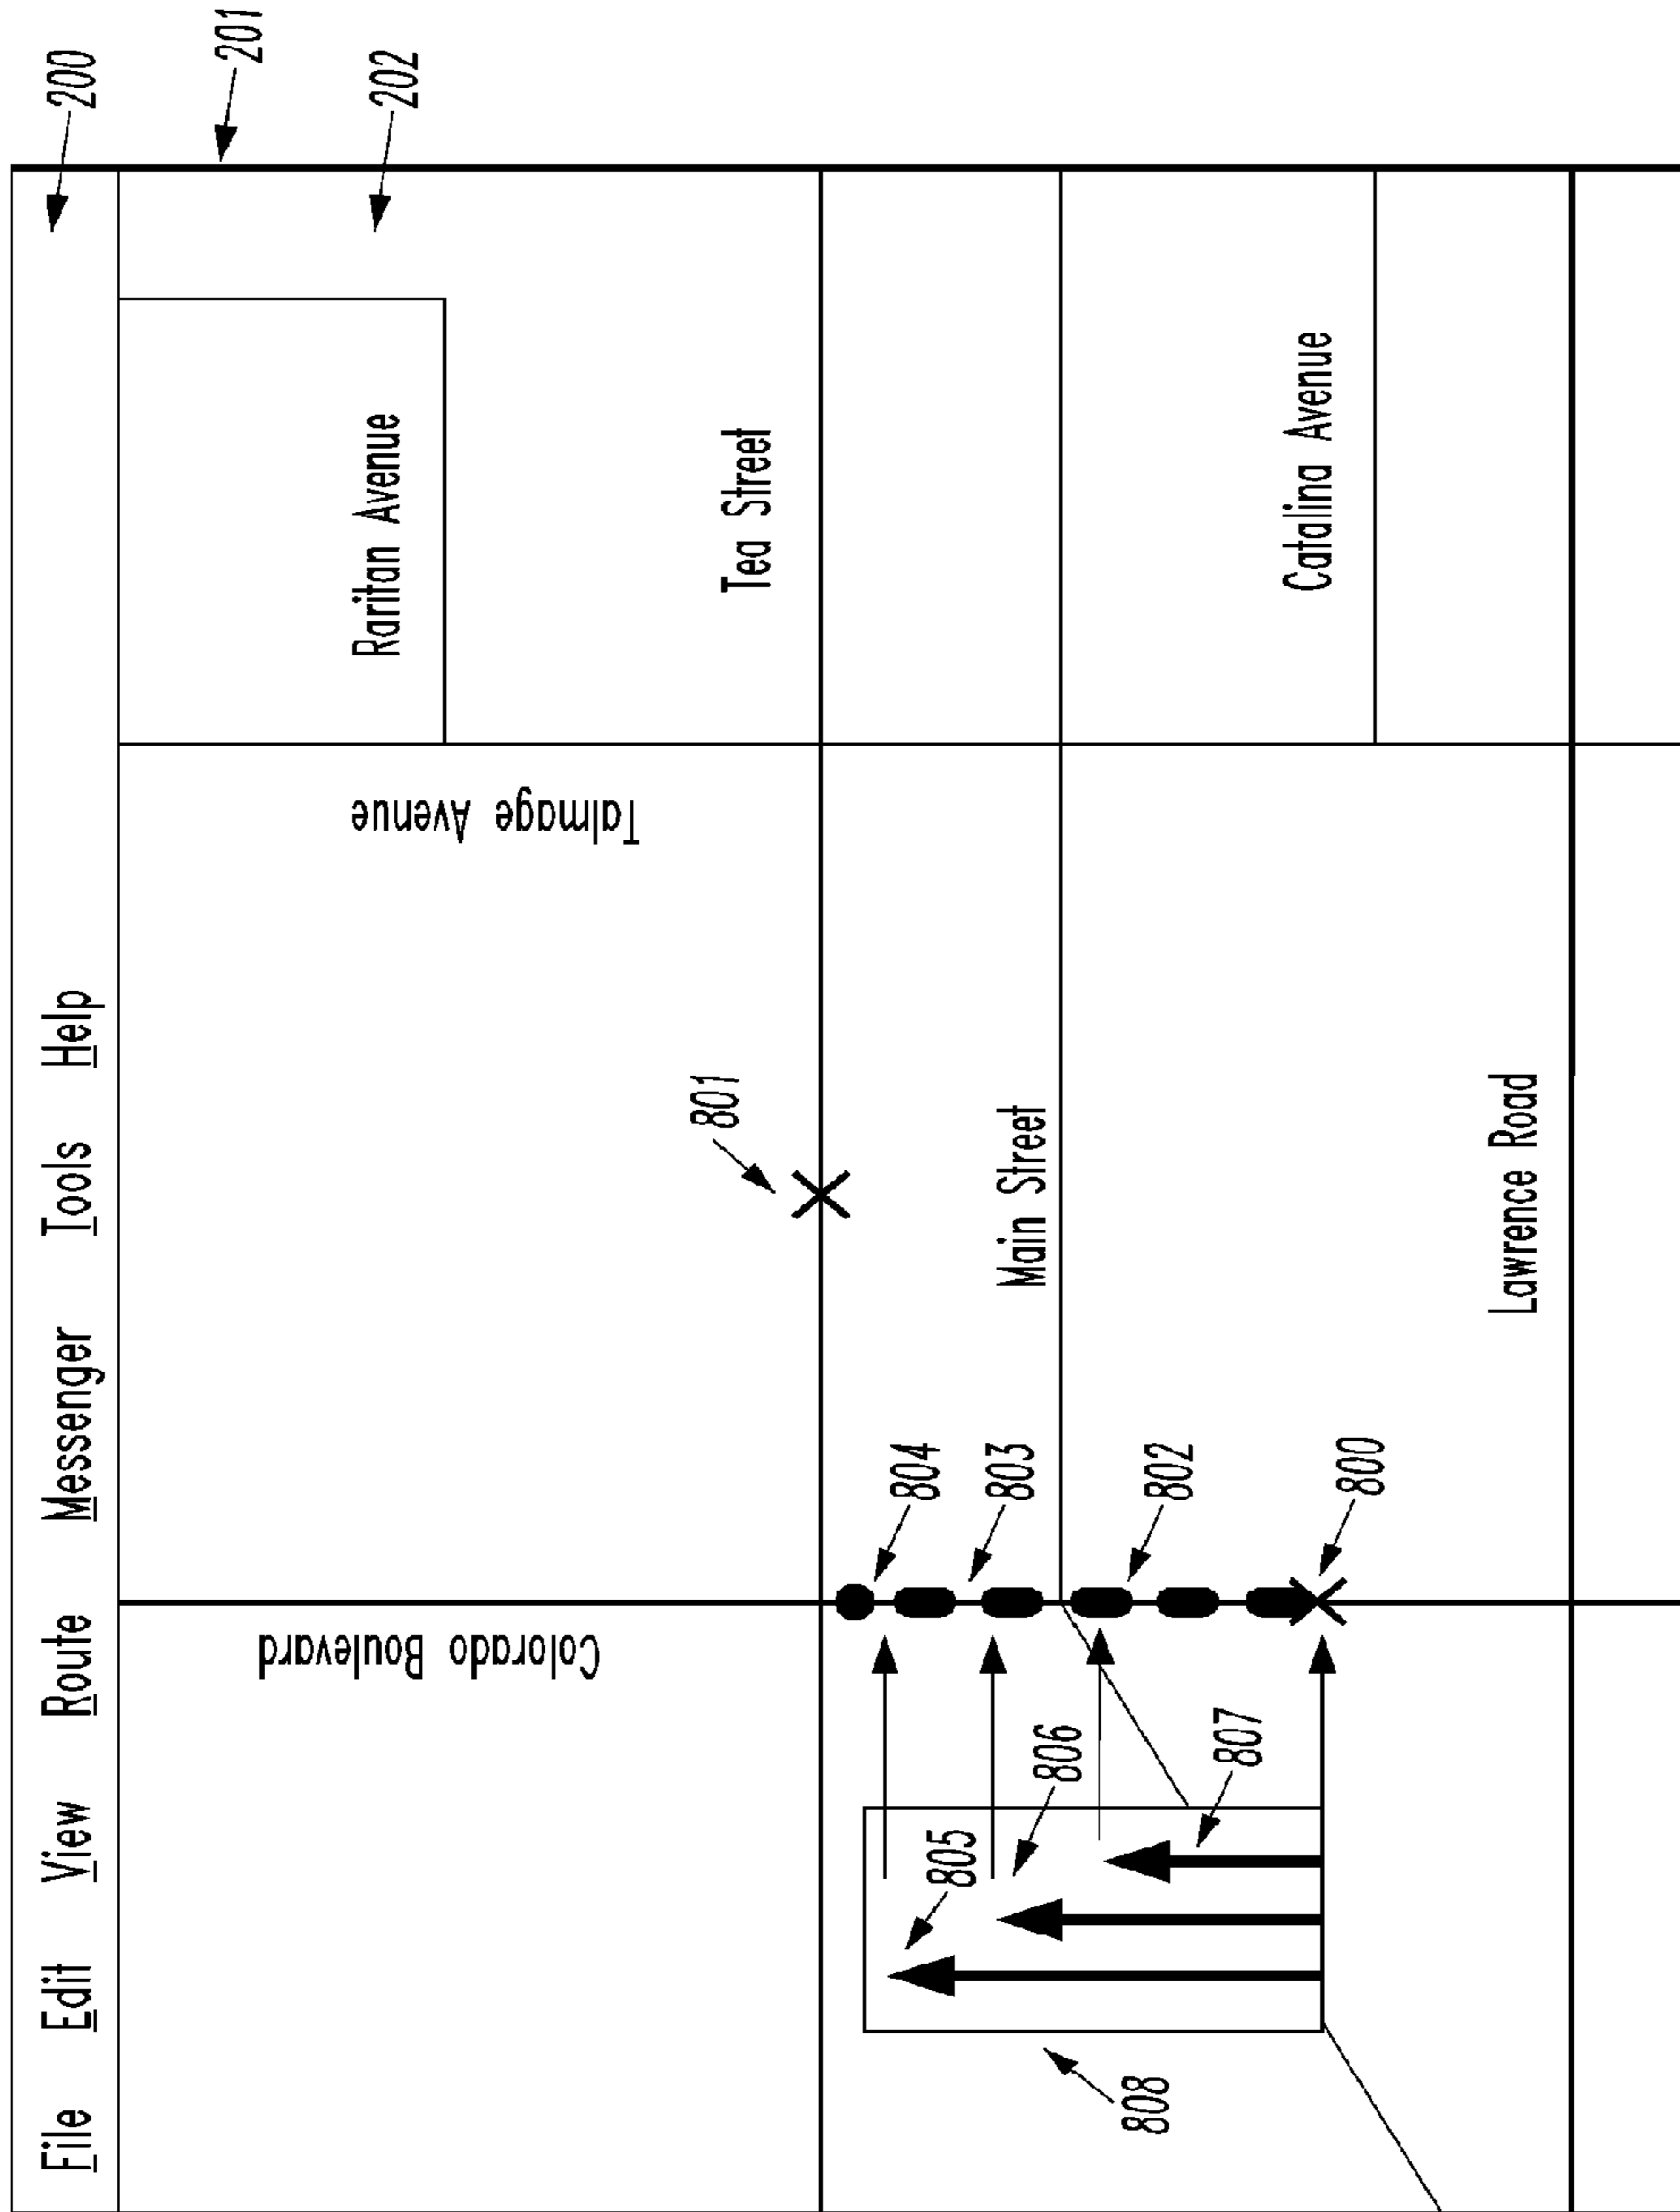 File Edit View Route Messenger Tools Help
200
201
202
Colorado Boulevard
Talmage Avenue
Raritan Avenue
Tea Street
801
804
803
Main Street
802
800
805
806
807
808
Catalina Avenue
Lawrence Road